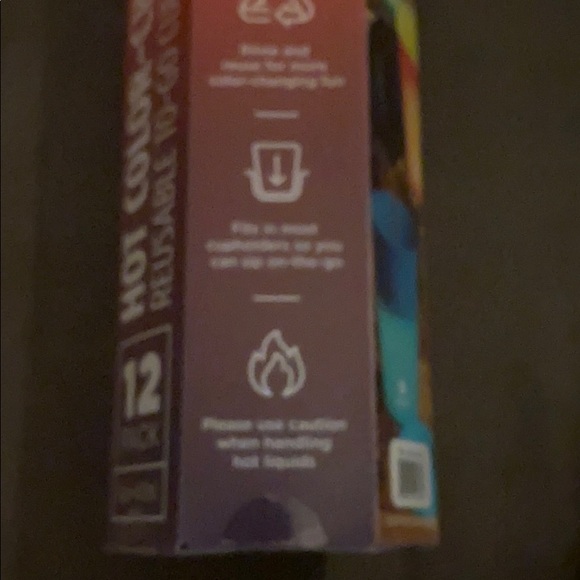 HOT COLOR-C
REUSABLE TO-GO CU
12
Rinse and
reuse for more
color-changing fun
Fits in most
cupholders so you
can sip on-the-go
Please use caution
when handling
hot liquids